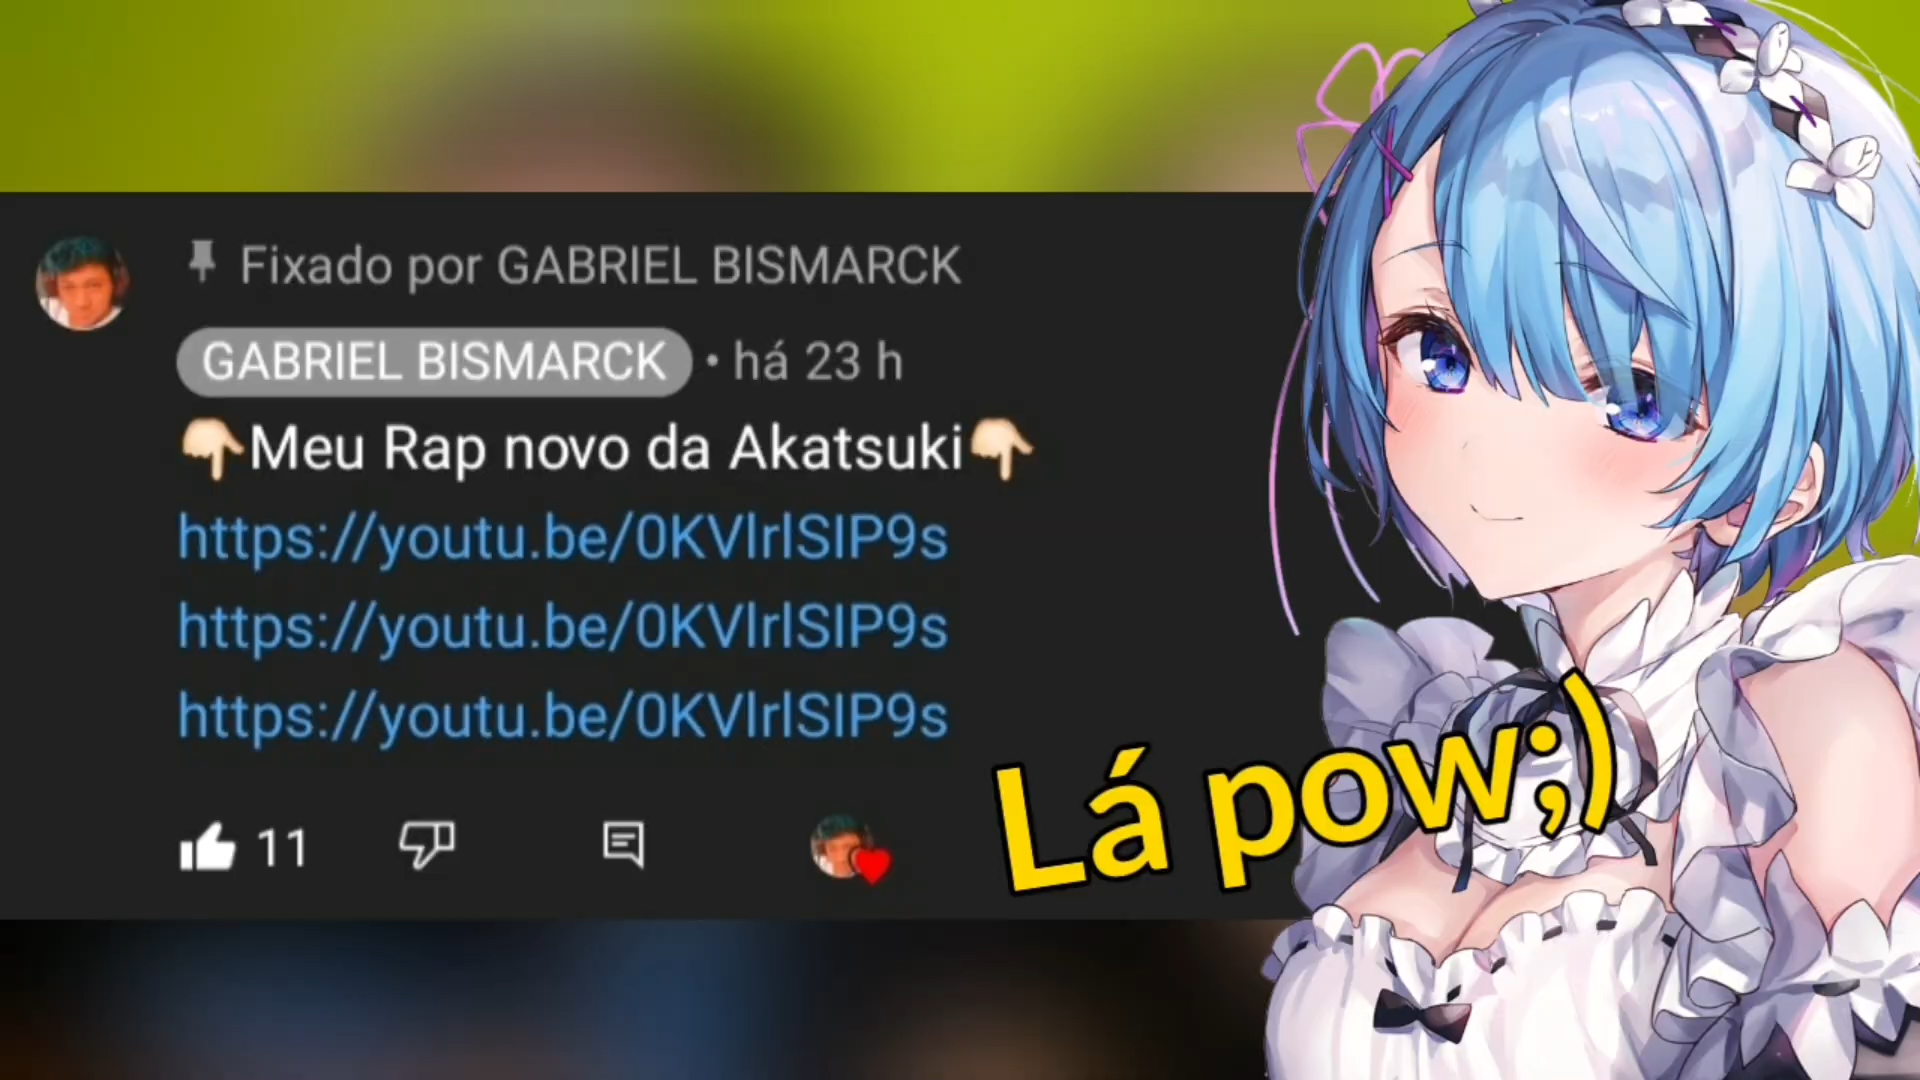 Fixado por GABRIEL BISMARCK
GABRIEL BISMARCK • há 23 h
👇🏻Meu Rap novo da Akatsuki👇🏻
https://youtu.be/0KVlrlSIP9s
https://youtu.be/0KVlrlSIP9s
https://youtu.be/0KVlrlSIP9s
11
Lá pow;)